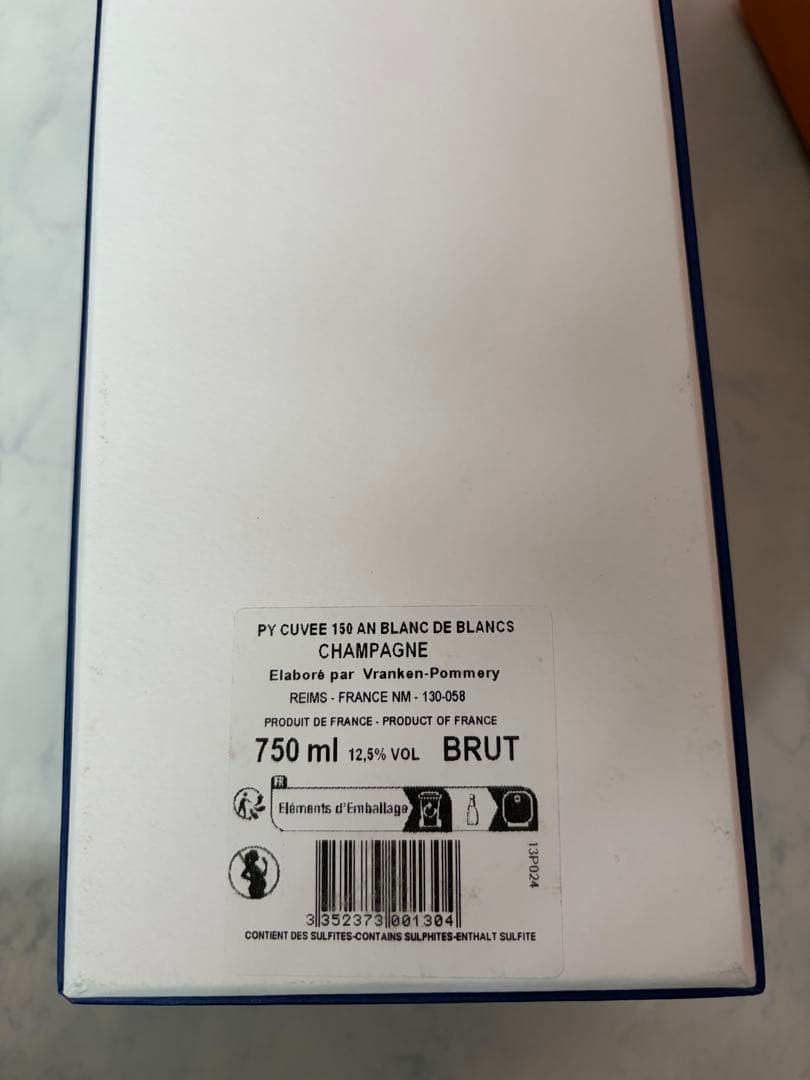 PY CUVEE 150 AN BLANC DE BLANCS
CHAMPAGNE
Elaboré par Vranken-Pommery
REIMS - FRANCE NM - 130-058
PRODUIT DE FRANCE - PRODUCT OF FRANCE
750 ml 12,5% VOL BRUT
FR
Eléments d'Emballage
13P024
3 352373 001304
CONTIENT DES SULFITES-CONTAINS SULPHITES-ENTHALT SULFITE